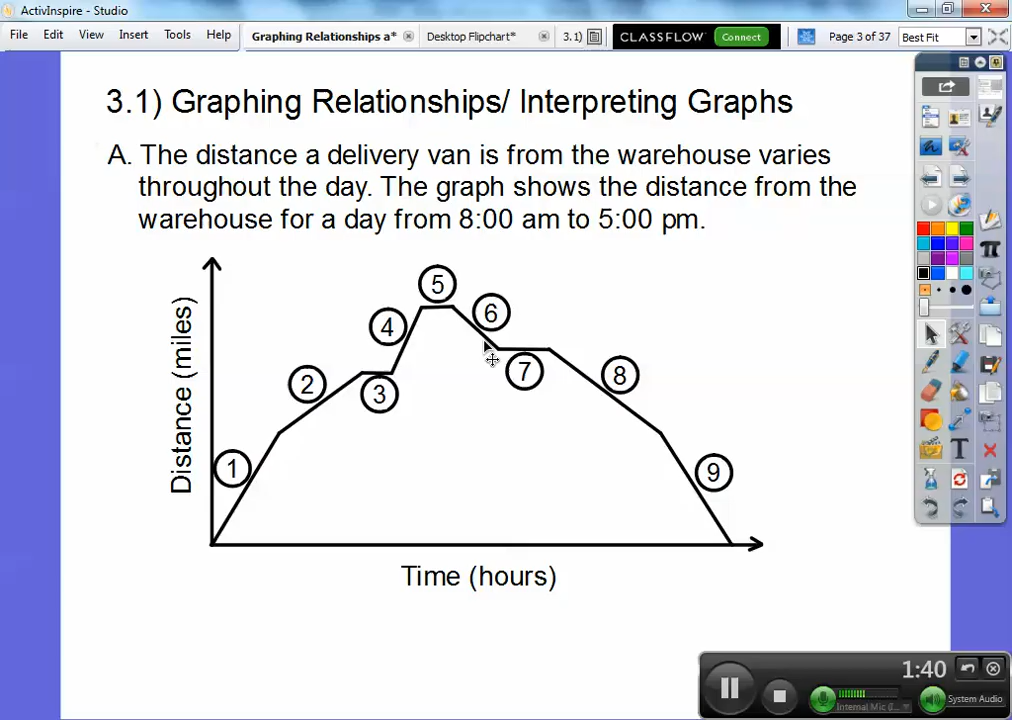 ActivInspire - Studio
File Edit View Insert Tools Help
Graphing Relationships a* Desktop Flipchart* 3.1)
CLASSFLOW Connect
Page 3 of 37 Best Fit
3.1) Graphing Relationships/ Interpreting Graphs
A. The distance a delivery van is from the warehouse varies
throughout the day. The graph shows the distance from the
warehouse for a day from 8:00 am to 5:00 pm.
Distance (miles)
1
2
3
4
5
6
7
8
9
Time (hours)
1:40
Internal Mic (I...
System Audio